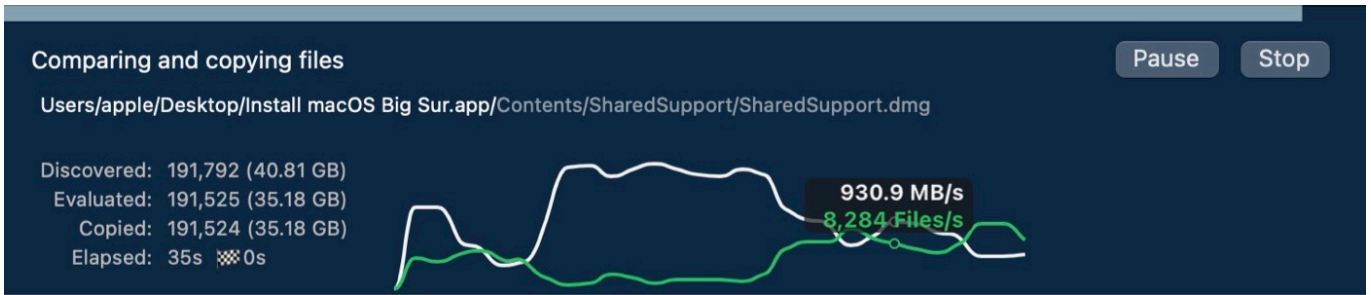 Comparing and copying files
Pause
Stop
Users/apple/Desktop/Install macOS Big Sur.app/Contents/SharedSupport/SharedSupport.dmg
Discovered: 191,792 (40.81 GB)
Evaluated: 191,525 (35.18 GB)
Copied: 191,524 (35.18 GB)
Elapsed: 35s 🏁0s
930.9 MB/s
8,284 Files/s